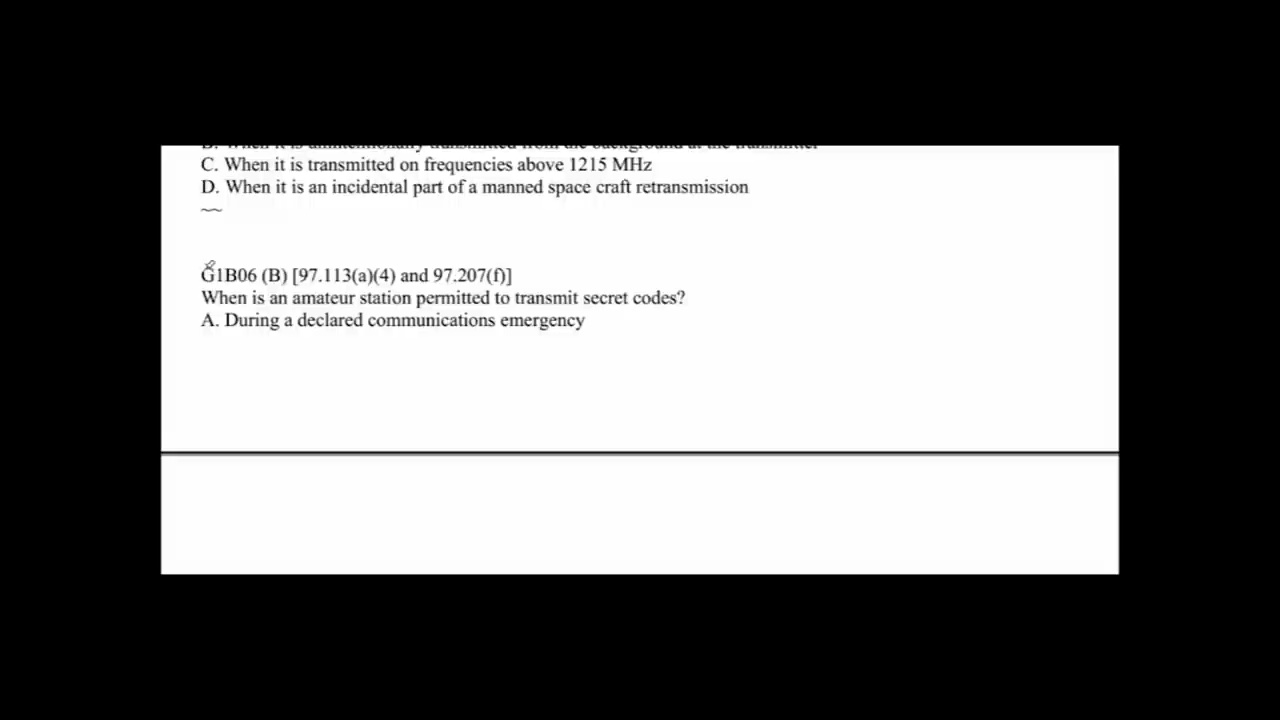 C. When it is transmitted on frequencies above 1215 MHz
D. When it is an incidental part of a manned space craft retransmission
~~
G1B06 (B) [97.113(a)(4) and 97.207(f)]
When is an amateur station permitted to transmit secret codes?
A. During a declared communications emergency